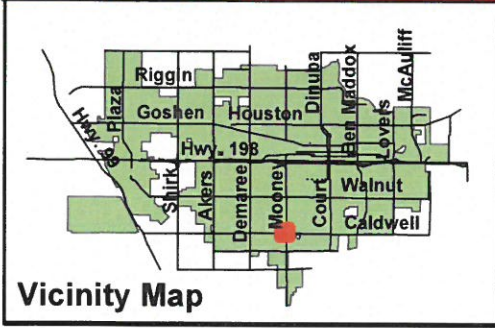 Riggin
Plaza
Goshen
Houston
Dinuba
Ben Maddox
Lovers
McAuliff
Hwy. 99
Hwy. 198
Shirk
Akers
Demaree
Mooney
Court
Walnut
Caldwell
Vicinity Map